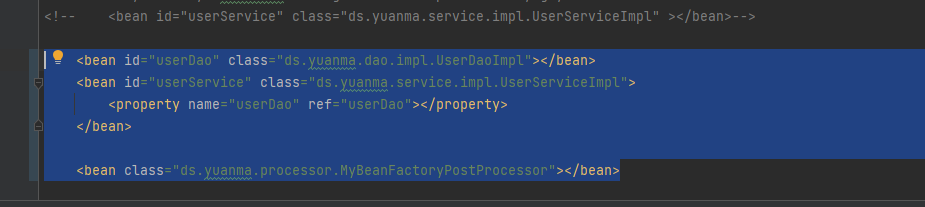 <!--    <bean id="userService" class="ds.yuanma.service.impl.UserServiceImpl" ></bean>-->
<bean id="userDao" class="ds.yuanma.dao.impl.UserDaoImpl"></bean>
<bean id="userService" class="ds.yuanma.service.impl.UserServiceImpl">
<property name="userDao" ref="userDao"></property>
</bean>
<bean class="ds.yuanma.processor.MyBeanFactoryPostProcessor"></bean>